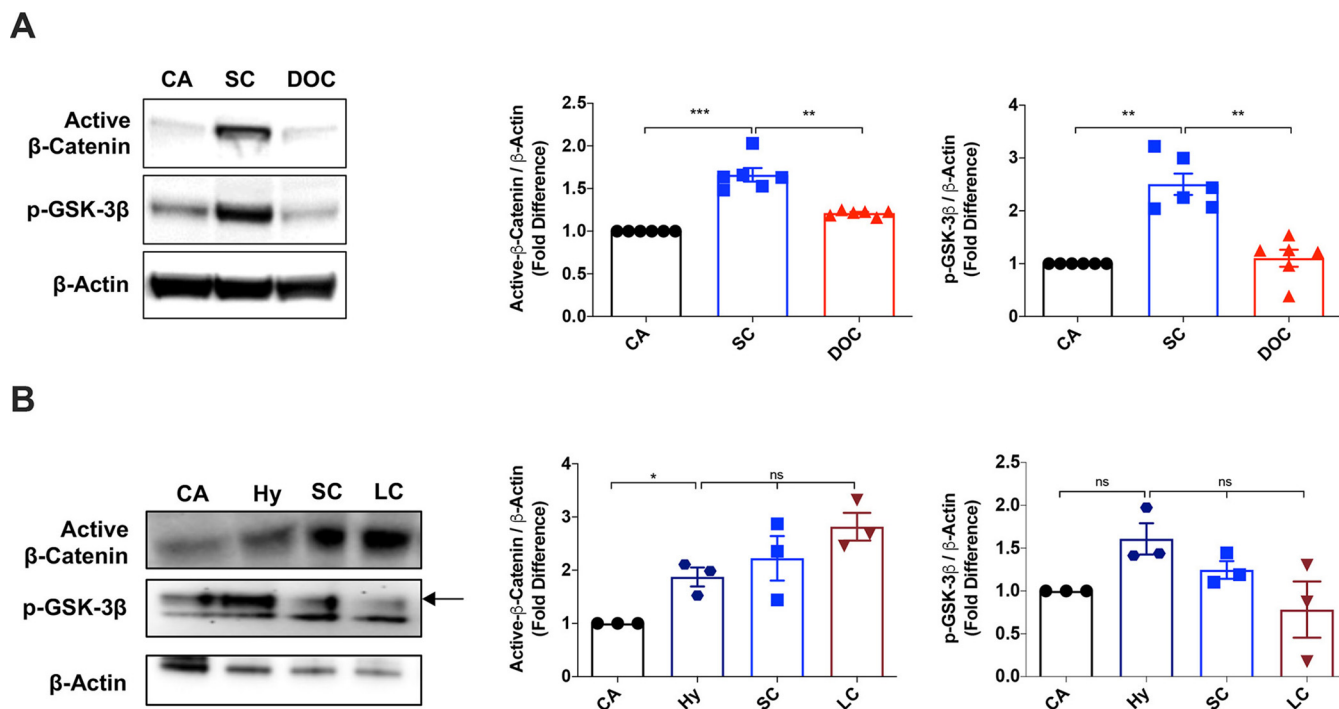 A
CA SC DOC
Active
β-Catenin
p-GSK-3β
β-Actin
Active-β-Catenin / β-Actin
(Fold Difference)
2.5
2.0
1.5
1.0
0.5
0.0
*** **
CA SC DOC
p-GSK-3β / β-Actin
(Fold Difference)
4
3
2
1
0
** **
CA SC DOC
B
CA Hy SC LC
Active
β-Catenin
p-GSK-3β
β-Actin
Active-β-Catenin / β-Actin
(Fold Difference)
4
3
2
1
0
* ns
CA Hy SC LC
p-GSK-3β / β-Actin
(Fold Difference)
2.5
2.0
1.5
1.0
0.5
0.0
ns ns
CA Hy SC LC